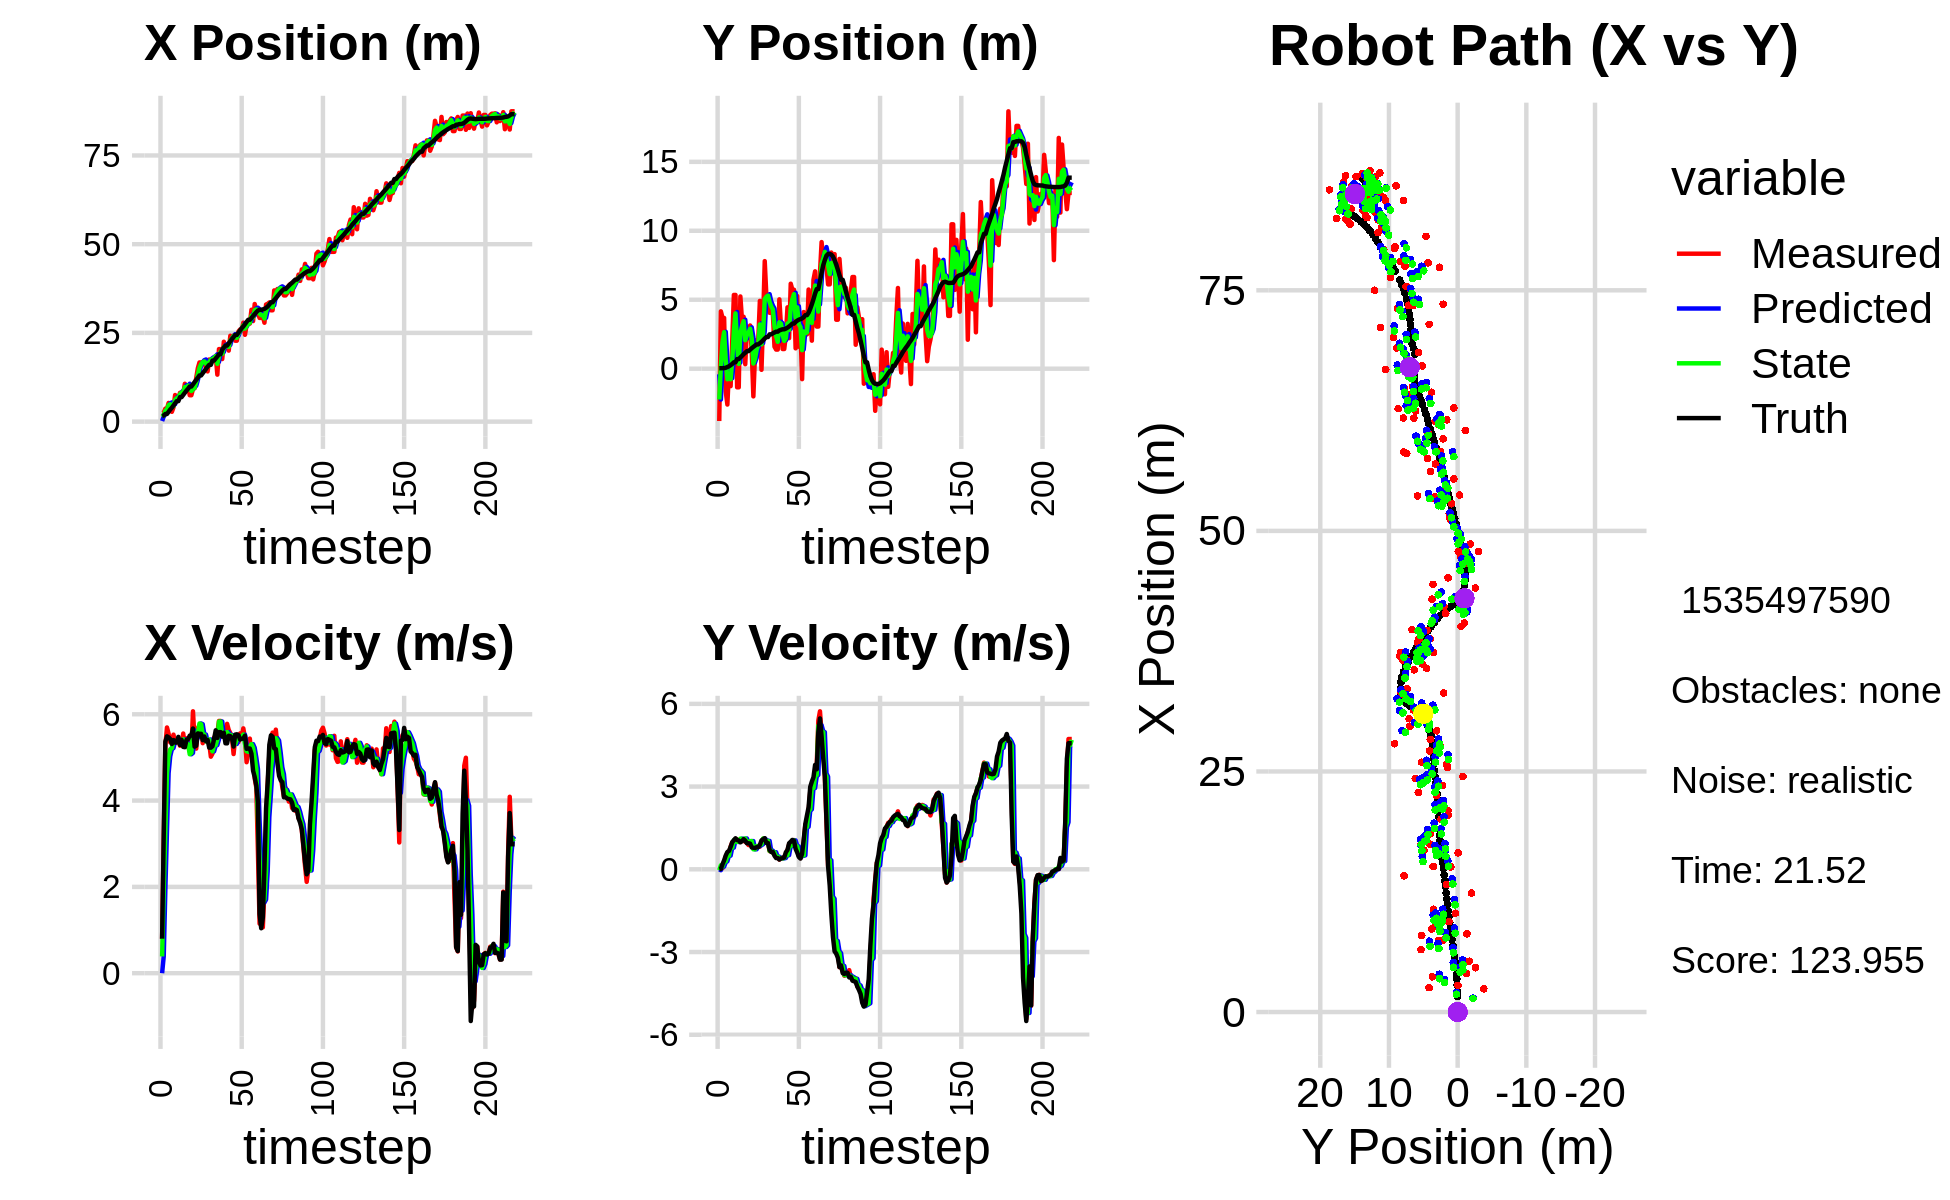 X Position (m)
75
50
25
0
0
50
100
150
200
timestep
Y Position (m)
15
10
5
0
0
50
100
150
200
timestep
X Velocity (m/s)
6
4
2
0
0
50
100
150
200
timestep
Y Velocity (m/s)
6
3
0
-3
-6
0
50
100
150
200
timestep
Robot Path (X vs Y)
X Position (m)
75
50
25
0
20 10 0 -10 -20
Y Position (m)
variable
Measured
Predicted
State
Truth
1535497590
Obstacles: none
Noise: realistic
Time: 21.52
Score: 123.955